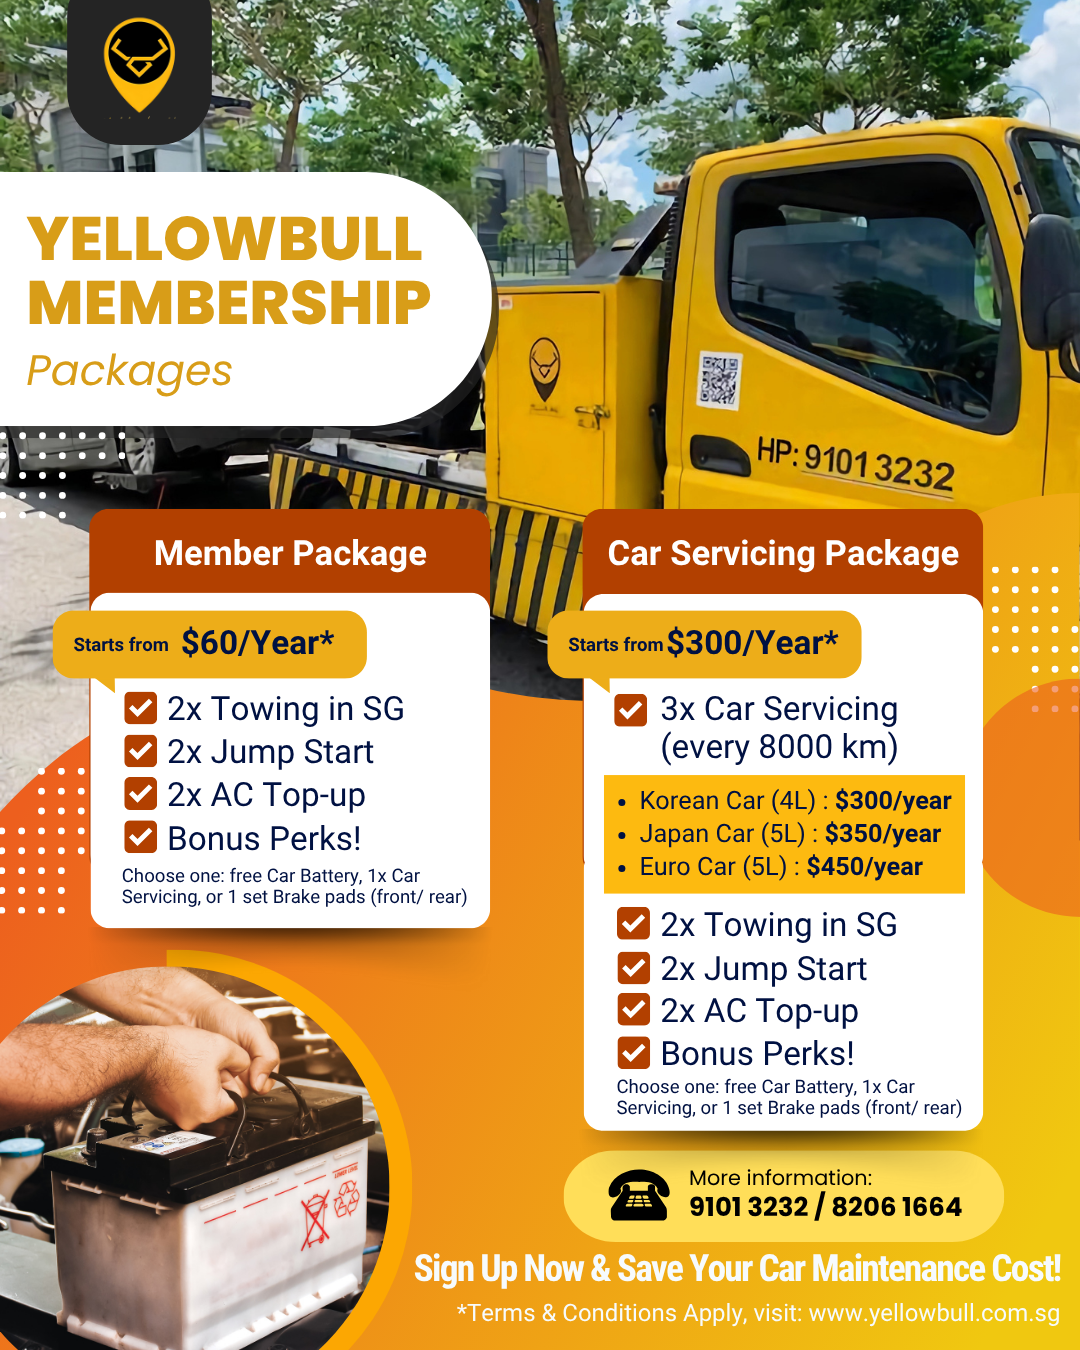 YELLOWBULL
MEMBERSHIP
Packages
HP: 9101 3232
Member Package
Starts from $60/Year*
2x Towing in SG
2x Jump Start
2x AC Top-up
Bonus Perks!
Choose one: free Car Battery, 1x Car
Servicing, or 1 set Brake pads (front/ rear)
Car Servicing Package
Starts from $300/Year*
3x Car Servicing
(every 8000 km)
• Korean Car (4L) : $300/year
• Japan Car (5L) : $350/year
• Euro Car (5L) : $450/year
2x Towing in SG
2x Jump Start
2x AC Top-up
Bonus Perks!
Choose one: free Car Battery, 1x Car
Servicing, or 1 set Brake pads (front/ rear)
LOWER LEVEL
More information:
9101 3232 / 8206 1664
Sign Up Now & Save Your Car Maintenance Cost!
*Terms & Conditions Apply, visit: www.yellowbull.com.sg